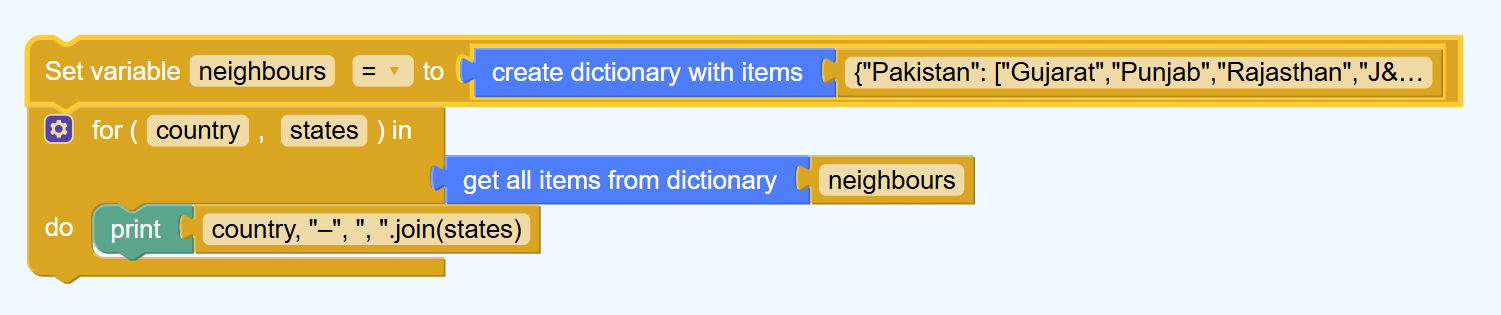 Set variable neighbours = to create dictionary with items {"Pakistan": ["Gujarat","Punjab","Rajasthan","J&…
for ( country , states ) in
get all items from dictionary neighbours
do print country, "–", ", ".join(states)